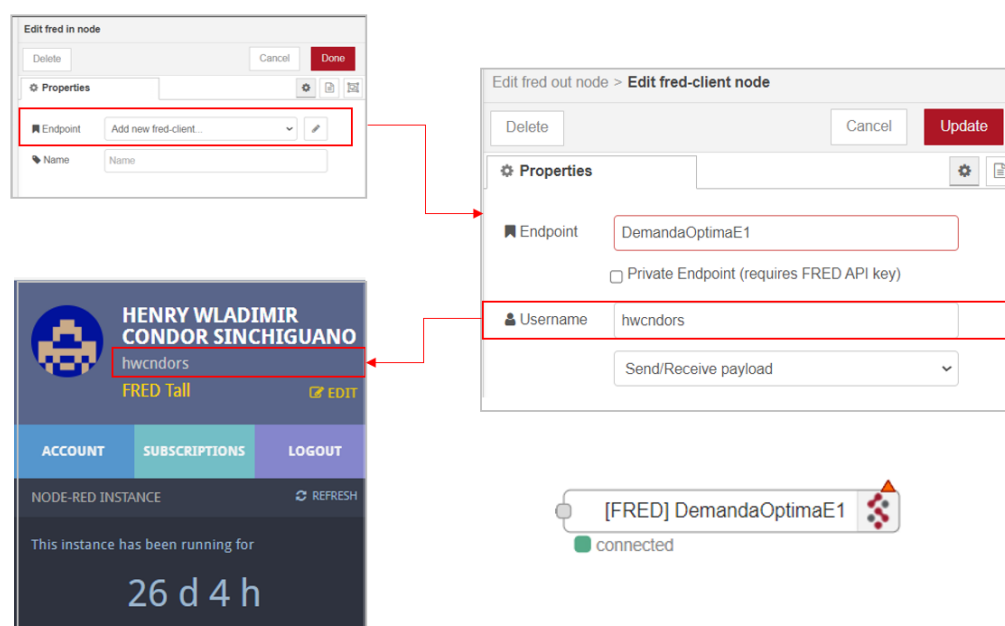 Edit fred in node
Delete
Cancel
Done
Properties
Endpoint
Add new fred-client...
Name
Name
Edit fred out node > Edit fred-client node
Delete
Cancel
Update
Properties
Endpoint
DemandaOptimaE1
Private Endpoint (requires FRED API key)
Username
hwcndors
Send/Receive payload
HENRY WLADIMIR
CONDOR SINCHIGUANO
hwcndors
FRED Tall
EDIT
ACCOUNT
SUBSCRIPTIONS
LOGOUT
NODE-RED INSTANCE
REFRESH
This instance has been running for
26 d 4 h
[FRED] DemandaOptimaE1
connected